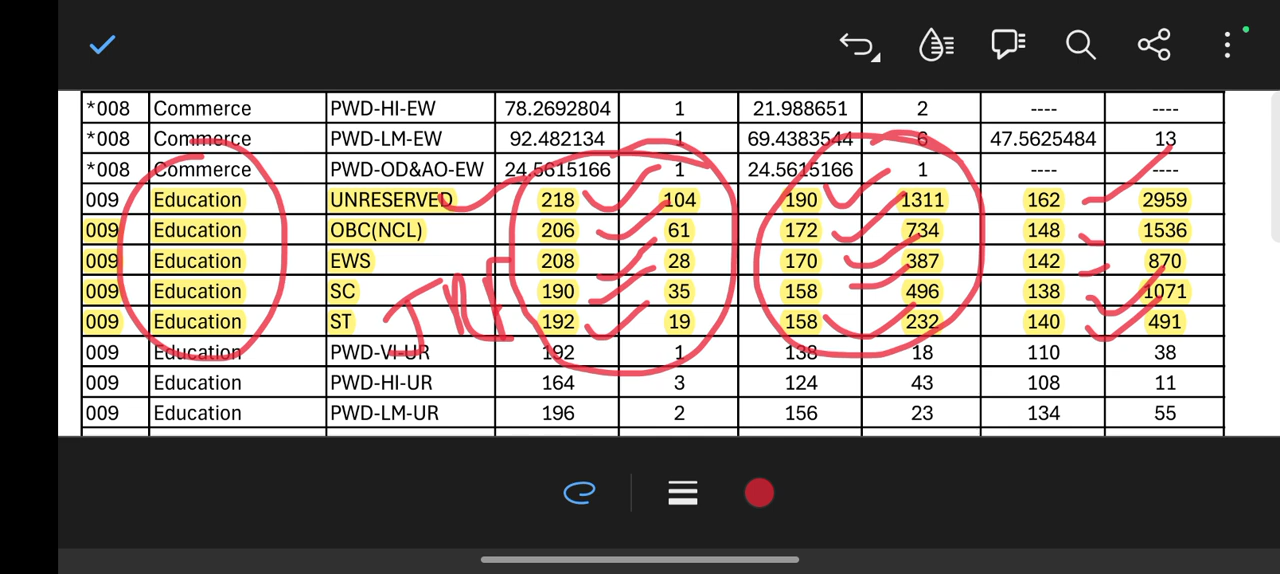 *008 Commerce PWD-HI-EW 78.2692804 1 21.988651 2 ---- ----
*008 Commerce PWD-LM-EW 92.482134 1 69.4383544 6 47.5625484 13
*008 Commerce PWD-OD&AO-EW 24.5615166 1 24.5615166 1 ---- ----
009 Education UNRESERVED 218 104 190 1311 162 2959
009 Education OBC(NCL) 206 61 172 734 148 1536
009 Education EWS 208 28 170 387 142 870
009 Education SC 190 35 158 496 138 1071
009 Education ST 192 19 158 232 140 491
009 Education PWD-VI-UR 192 1 138 18 110 38
009 Education PWD-HI-UR 164 3 124 43 108 11
009 Education PWD-LM-UR 196 2 156 23 134 55